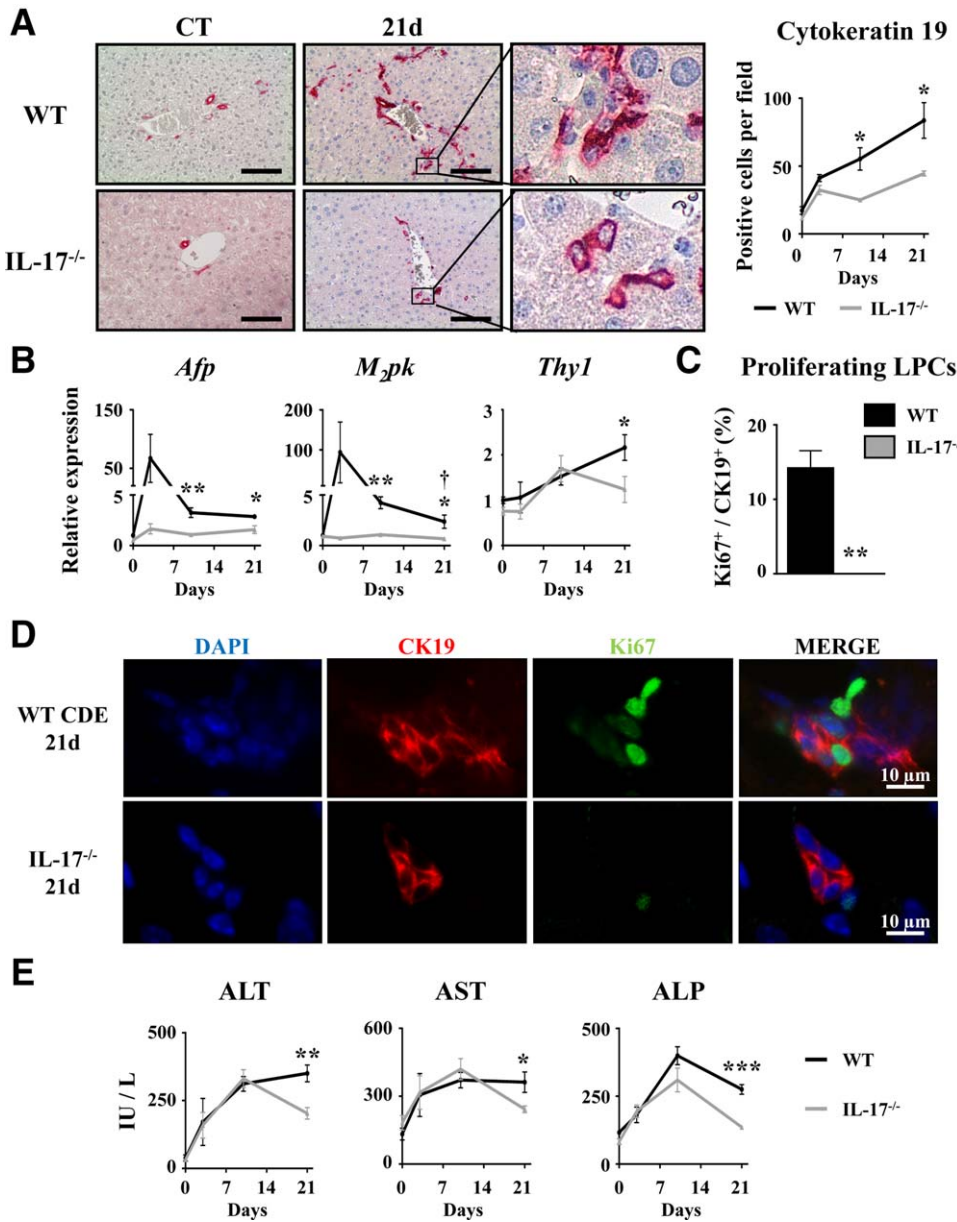 A
CT
21d
WT
IL-17-/-
Cytokeratin 19
Positive cells per field
100
50
0
0 7 14 21
Days
WT IL-17-/-
B
Afp
M2pk
Thy1
Relative expression
150
50
5
0
0 7 14 21
Days
**
*
150
100
50
5
0
0 7 14 21
Days
**
†
*
3
2
1
0
0 7 14 21
Days
*
C
Proliferating LPCs
WT
IL-17-
Ki67+ / CK19+ (%)
20
10
0
**
D
DAPI
CK19
Ki67
MERGE
WT CDE
21d
10 µm
IL-17-/-
21d
10 µm
E
ALT
AST
ALP
IU / L
500
250
0
0 7 14 21
Days
**
600
300
0
0 7 14 21
Days
*
500
250
0
0 7 14 21
Days
***
WT
IL-17-/-